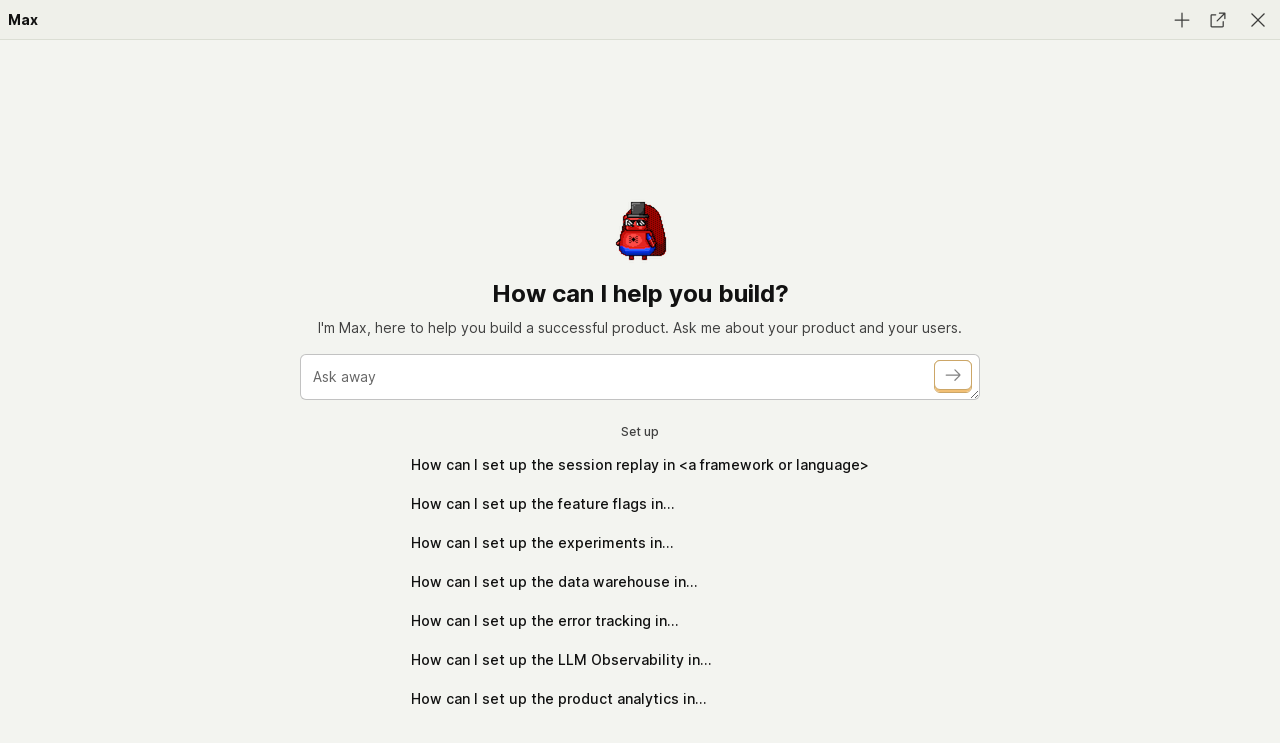 Max
How can I help you build?
I'm Max, here to help you build a successful product. Ask me about your product and your users.
Ask away
Set up
How can I set up the session replay in <a framework or language>
How can I set up the feature flags in…
How can I set up the experiments in…
How can I set up the data warehouse in…
How can I set up the error tracking in…
How can I set up the LLM Observability in…
How can I set up the product analytics in…